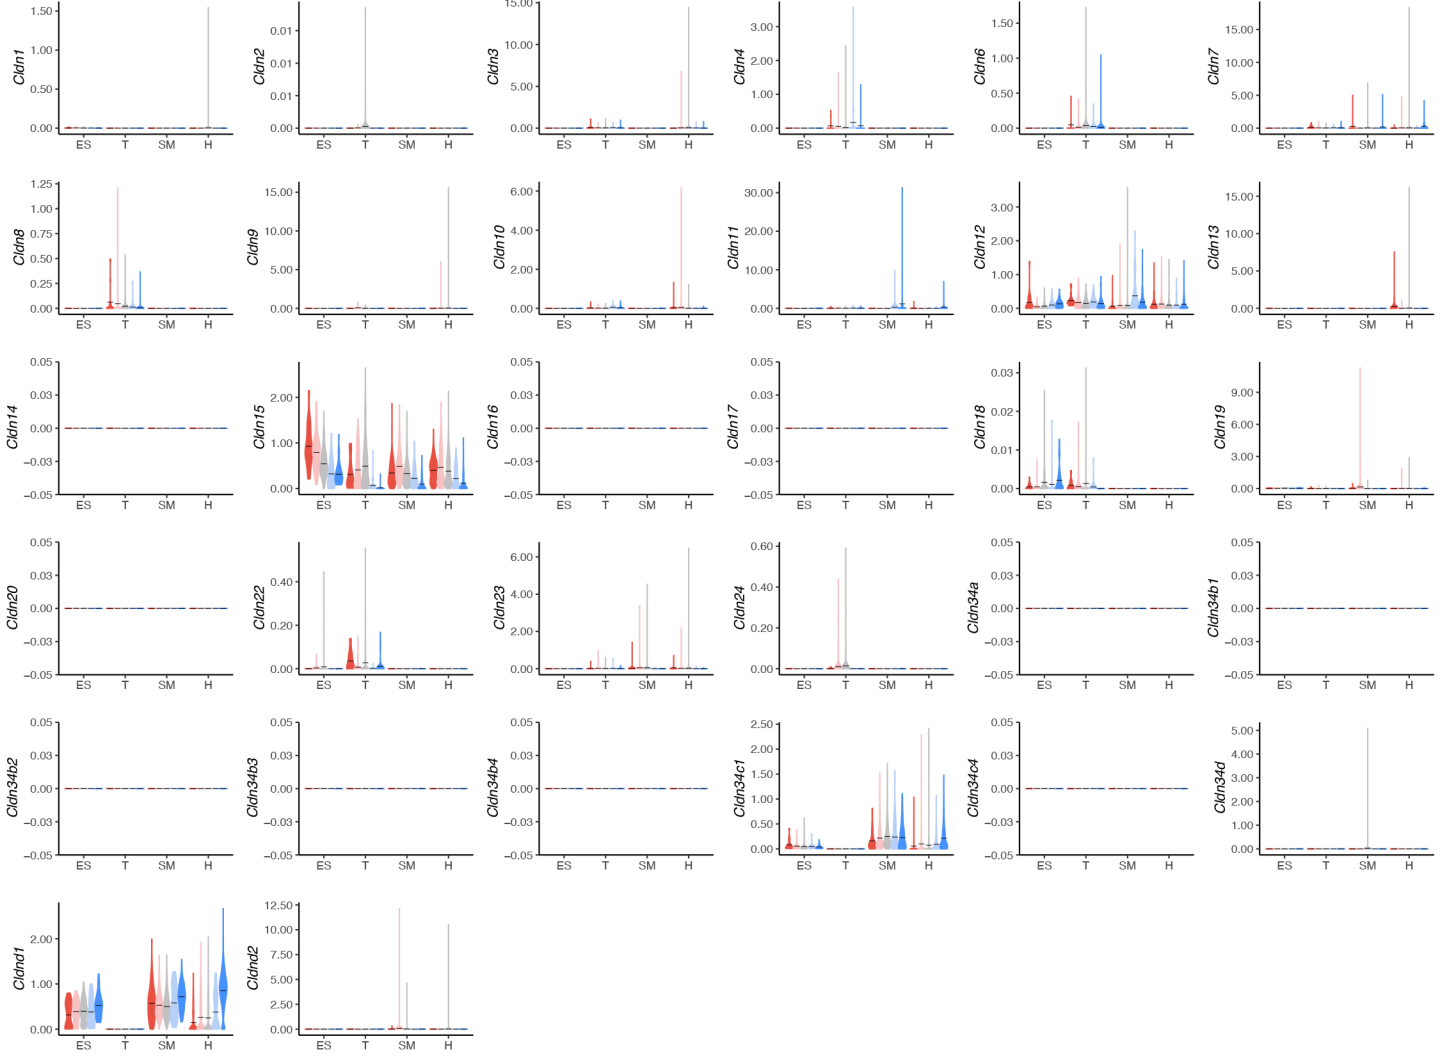 Cldn1
1.50
1.00
0.50
0.00
ES T SM H
Cldn2
0.01
0.01
0.01
0.00
ES T SM H
Cldn3
15.00
10.00
5.00
0.00
ES T SM H
Cldn4
3.00
2.00
1.00
0.00
ES T SM H
Cldn6
1.50
1.00
0.50
0.00
ES T SM H
Cldn7
15.00
10.00
5.00
0.00
ES T SM H
Cldn8
1.25
1.00
0.75
0.50
0.25
0.00
ES T SM H
Cldn9
15.00
10.00
5.00
0.00
ES T SM H
Cldn10
6.00
4.00
2.00
0.00
ES T SM H
Cldn11
30.00
20.00
10.00
0.00
ES T SM H
Cldn12
3.00
2.00
1.00
0.00
ES T SM H
Cldn13
15.00
10.00
5.00
0.00
ES T SM H
Cldn14
0.05
0.03
0.00
−0.03
−0.05
ES T SM H
Cldn15
2.00
1.00
0.00
ES T SM H
Cldn16
0.05
0.03
0.00
−0.03
−0.05
ES T SM H
Cldn17
0.05
0.03
0.00
−0.03
−0.05
ES T SM H
Cldn18
0.03
0.02
0.01
0.00
ES T SM H
Cldn19
9.00
6.00
3.00
0.00
ES T SM H
Cldn20
0.05
0.03
0.00
−0.03
−0.05
ES T SM H
Cldn22
0.40
0.20
0.00
ES T SM H
Cldn23
6.00
4.00
2.00
0.00
ES T SM H
Cldn24
0.60
0.40
0.20
0.00
ES T SM H
Cldn34a
0.05
0.03
0.00
−0.03
−0.05
ES T SM H
Cldn34b1
0.05
0.03
0.00
−0.03
−0.05
ES T SM H
Cldn34b2
0.05
0.03
0.00
−0.03
−0.05
ES T SM H
Cldn34b3
0.05
0.03
0.00
−0.03
−0.05
ES T SM H
Cldn34b4
0.05
0.03
0.00
−0.03
−0.05
ES T SM H
Cldn34c1
2.50
2.00
1.50
1.00
0.50
0.00
ES T SM H
Cldn34c4
0.05
0.03
0.00
−0.03
−0.05
ES T SM H
Cldn34d
5.00
4.00
3.00
2.00
1.00
0.00
ES T SM H
Cldnd1
2.00
1.00
0.00
ES T SM H
Cldnd2
12.50
10.00
7.50
5.00
2.50
0.00
ES T SM H